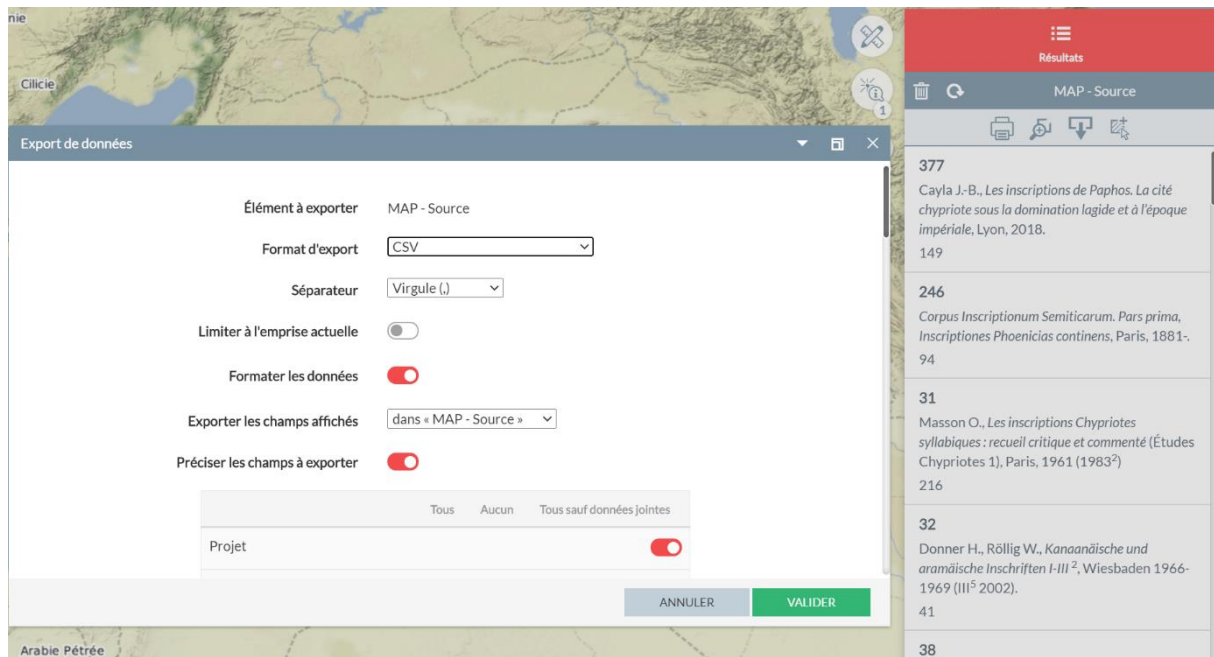 nie
Cilicie
1
Export de données
Élément à exporter MAP - Source
Format d'export CSV
Séparateur Virgule (,)
Limiter à l'emprise actuelle
Formater les données
Exporter les champs affichés dans « MAP - Source »
Préciser les champs à exporter
Tous Aucun Tous sauf données jointes
Projet
ANNULER VALIDER
Arabie Pétrée
Résultats
MAP - Source
377
Cayla J.-B., Les inscriptions de Paphos. La cité
chypriote sous la domination lagide et à l'époque
impériale, Lyon, 2018.
149
246
Corpus Inscriptionum Semiticarum. Pars prima,
Inscriptiones Phoenicias continens, Paris, 1881-.
94
31
Masson O., Les inscriptions Chypriotes
syllabiques : recueil critique et commenté (Études
Chypriotes 1), Paris, 1961 (1983²)
216
32
Donner H., Röllig W., Kanaanäische und
aramäische Inschriften I-III ², Wiesbaden 1966-
1969 (III⁵ 2002).
41
38